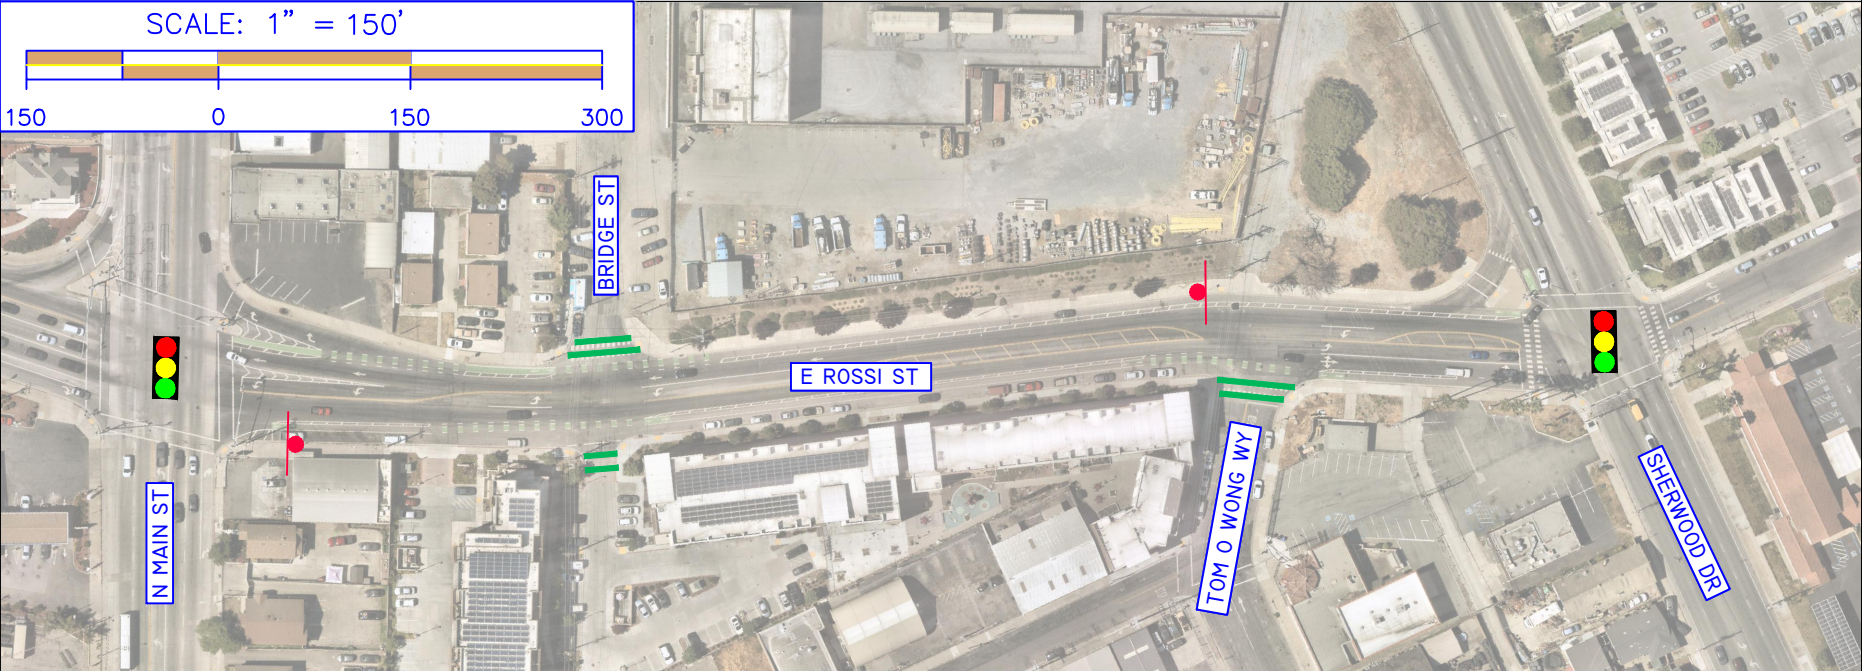 SCALE: 1" = 150'
150 0 150 300
BRIDGE ST
E ROSSI ST
N MAIN ST
TOM O WONG WY
SHERWOOD DR